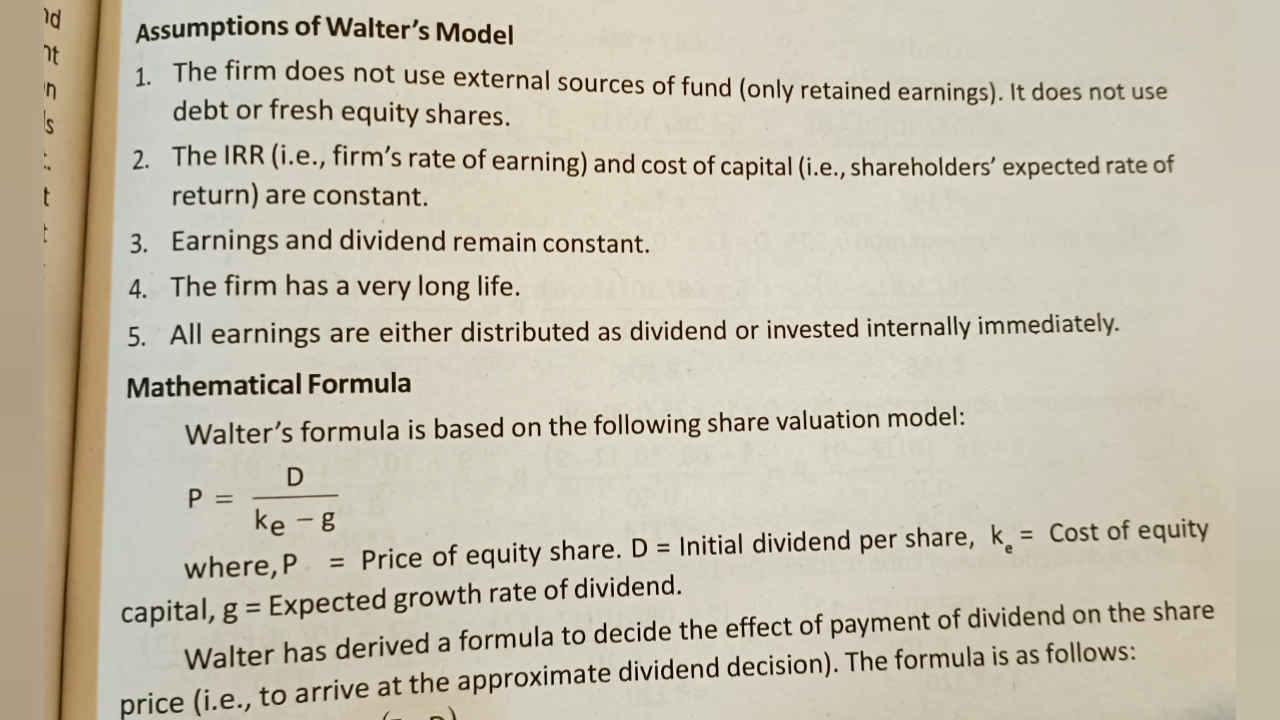 Assumptions of Walter's Model
1. The firm does not use external sources of fund (only retained earnings). It does not use
debt or fresh equity shares.
2. The IRR (i.e., firm's rate of earning) and cost of capital (i.e., shareholders' expected rate of
return) are constant.
3. Earnings and dividend remain constant.
4. The firm has a very long life.
5. All earnings are either distributed as dividend or invested internally immediately.
Mathematical Formula
Walter's formula is based on the following share valuation model:
P = D
ke – g
where, P = Price of equity share. D = Initial dividend per share, ke = Cost of equity
capital, g = Expected growth rate of dividend.
Walter has derived a formula to decide the effect of payment of dividend on the share
price (i.e., to arrive at the approximate dividend decision). The formula is as follows: